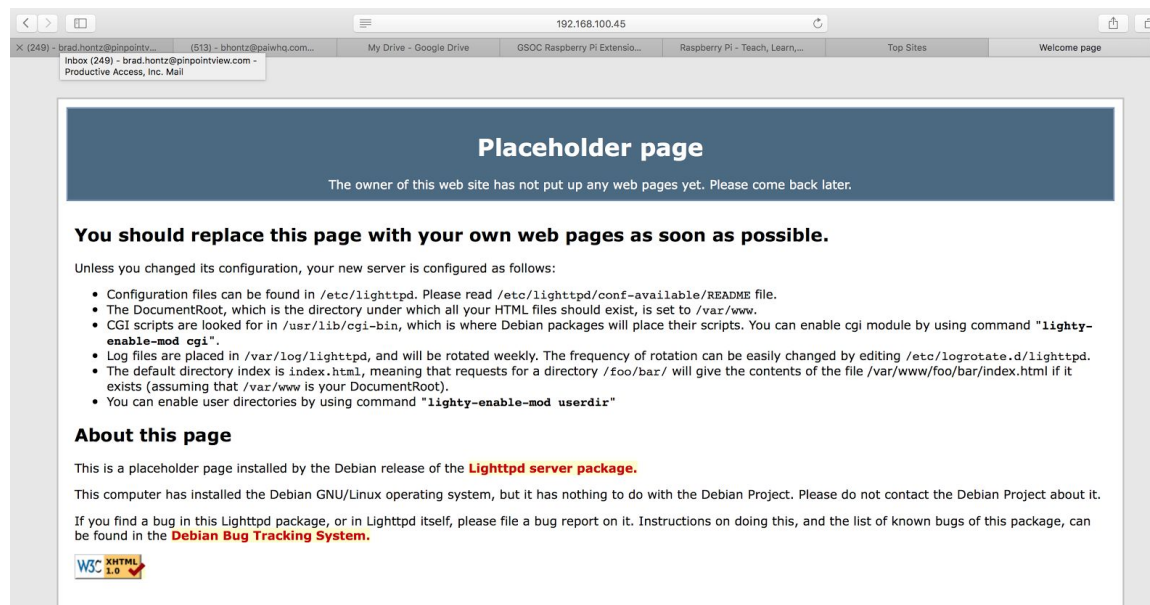 192.168.100.45
(249) - brad.hontz@pinpointv...
(513) - bhontz@paiwhq.com...
My Drive - Google Drive
GSOC Raspberry Pi Extensio...
Raspberry Pi - Teach, Learn,...
Top Sites
Welcome page
Inbox (249) - brad.hontz@pinpointview.com -
Productive Access, Inc. Mail
Placeholder page
The owner of this web site has not put up any web pages yet. Please come back later.
You should replace this page with your own web pages as soon as possible.
Unless you changed its configuration, your new server is configured as follows:
• Configuration files can be found in /etc/lighttpd. Please read /etc/lighttpd/conf-available/README file.
• The DocumentRoot, which is the directory under which all your HTML files should exist, is set to /var/www.
• CGI scripts are looked for in /usr/lib/cgi-bin, which is where Debian packages will place their scripts. You can enable cgi module by using command "lighty-
enable-mod cgi".
• Log files are placed in /var/log/lighttpd, and will be rotated weekly. The frequency of rotation can be easily changed by editing /etc/logrotate.d/lighttpd.
• The default directory index is index.html, meaning that requests for a directory /foo/bar/ will give the contents of the file /var/www/foo/bar/index.html if it
exists (assuming that /var/www is your DocumentRoot).
• You can enable user directories by using command "lighty-enable-mod userdir"
About this page
This is a placeholder page installed by the Debian release of the Lighttpd server package.
This computer has installed the Debian GNU/Linux operating system, but it has nothing to do with the Debian Project. Please do not contact the Debian Project about it.
If you find a bug in this Lighttpd package, or in Lighttpd itself, please file a bug report on it. Instructions on doing this, and the list of known bugs of this package, can
be found in the Debian Bug Tracking System.
W3C XHTML
1.0